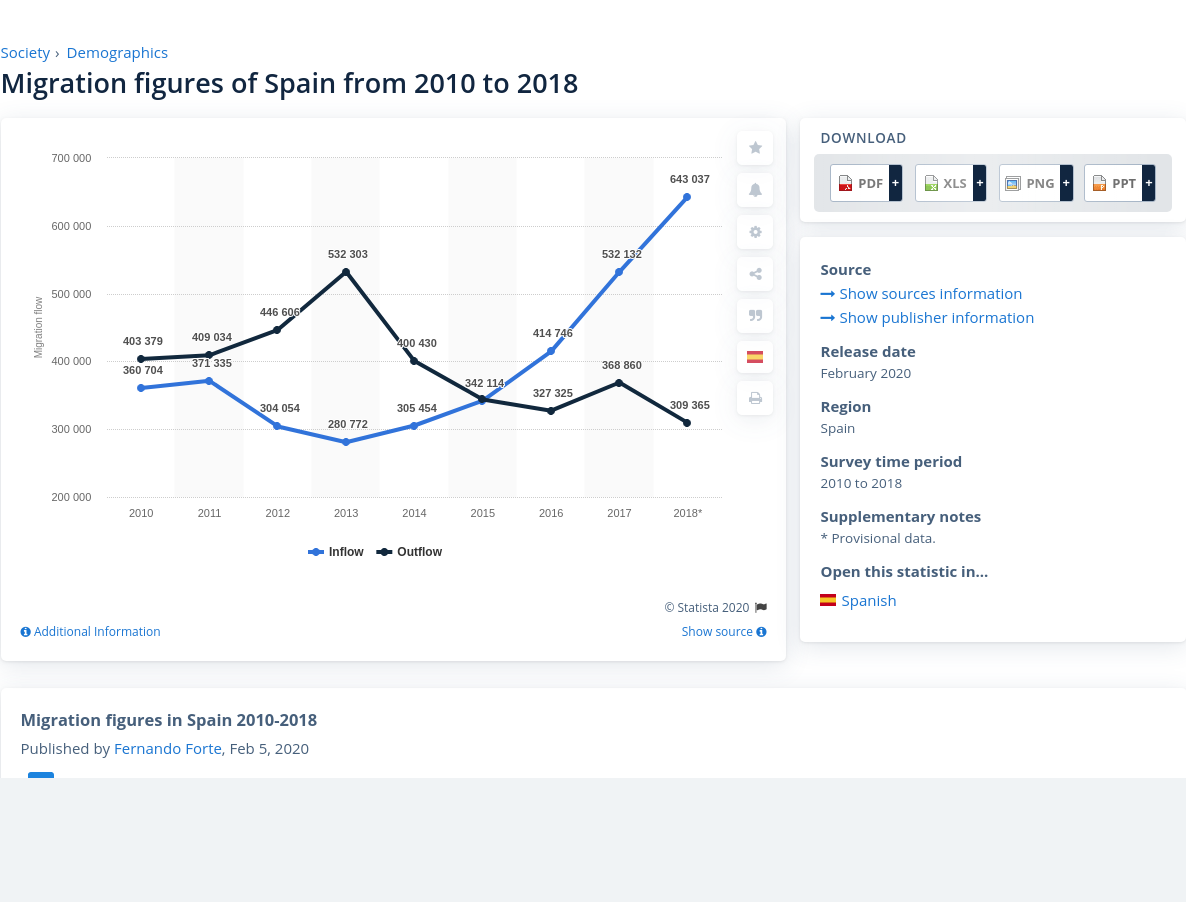 Society › Demographics
Migration figures of Spain from 2010 to 2018
700 000
600 000
500 000
400 000
300 000
200 000
Migration flow
643 037
532 303
532 132
446 606
403 379
409 034
400 430
414 746
360 704
371 335
342 114
368 860
304 054
280 772
305 454
327 325
309 365
2010 2011 2012 2013 2014 2015 2016 2017 2018*
Inflow Outflow
© Statista 2020
Additional Information Show source
DOWNLOAD
PDF + XLS + PNG + PPT +
Source
Show sources information
Show publisher information
Release date
February 2020
Region
Spain
Survey time period
2010 to 2018
Supplementary notes
* Provisional data.
Open this statistic in...
Spanish
Migration figures in Spain 2010-2018
Published by Fernando Forte, Feb 5, 2020